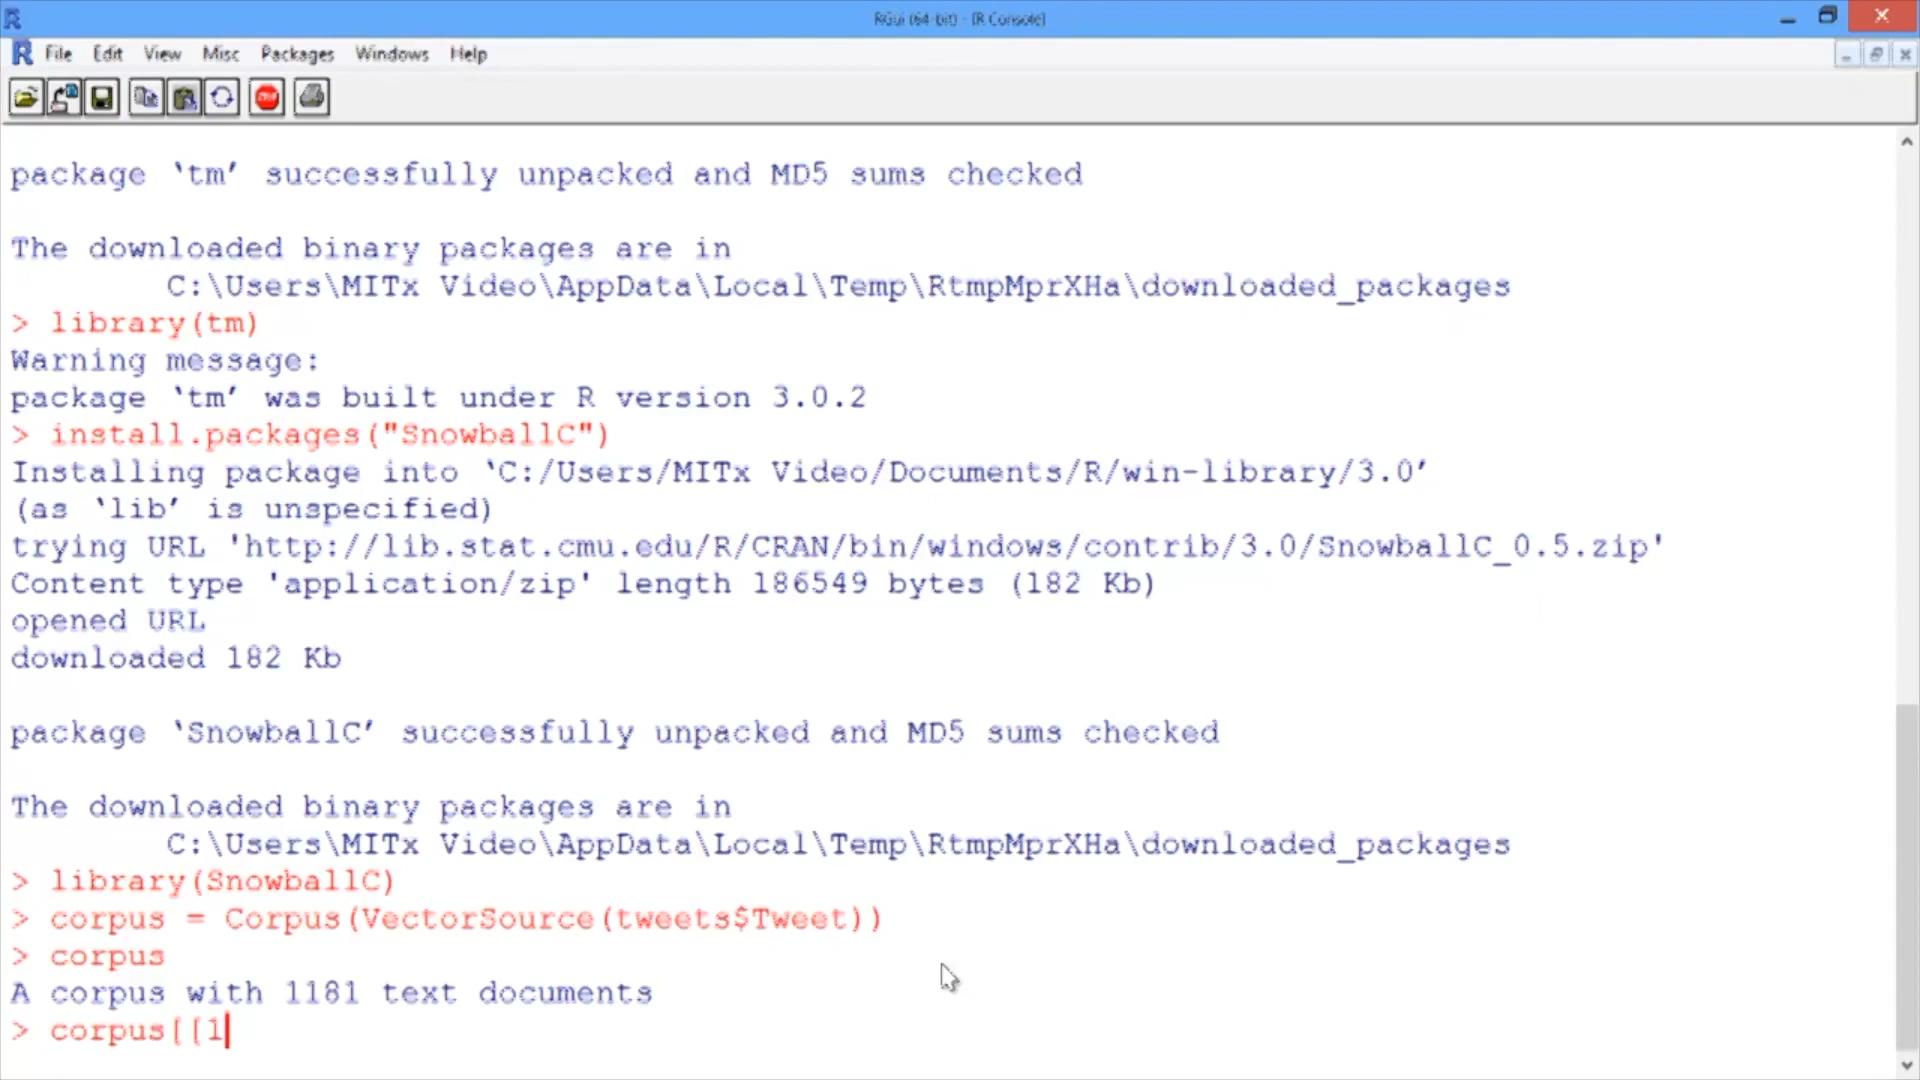 RGui (64-bit) - [R Console]
File Edit View Misc Packages Windows Help
STOP
package ‘tm’ successfully unpacked and MD5 sums checked
The downloaded binary packages are in
C:\Users\MITx Video\AppData\Local\Temp\RtmpMprXHa\downloaded_packages
> library(tm)
Warning message:
package ‘tm’ was built under R version 3.0.2
> install.packages("SnowballC")
Installing package into ‘C:/Users/MITx Video/Documents/R/win-library/3.0’
(as ‘lib’ is unspecified)
trying URL 'http://lib.stat.cmu.edu/R/CRAN/bin/windows/contrib/3.0/SnowballC_0.5.zip'
Content type 'application/zip' length 186549 bytes (182 Kb)
opened URL
downloaded 182 Kb
package ‘SnowballC’ successfully unpacked and MD5 sums checked
The downloaded binary packages are in
C:\Users\MITx Video\AppData\Local\Temp\RtmpMprXHa\downloaded_packages
> library(SnowballC)
> corpus = Corpus(VectorSource(tweets$Tweet))
> corpus
A corpus with 1181 text documents
> corpus[[1